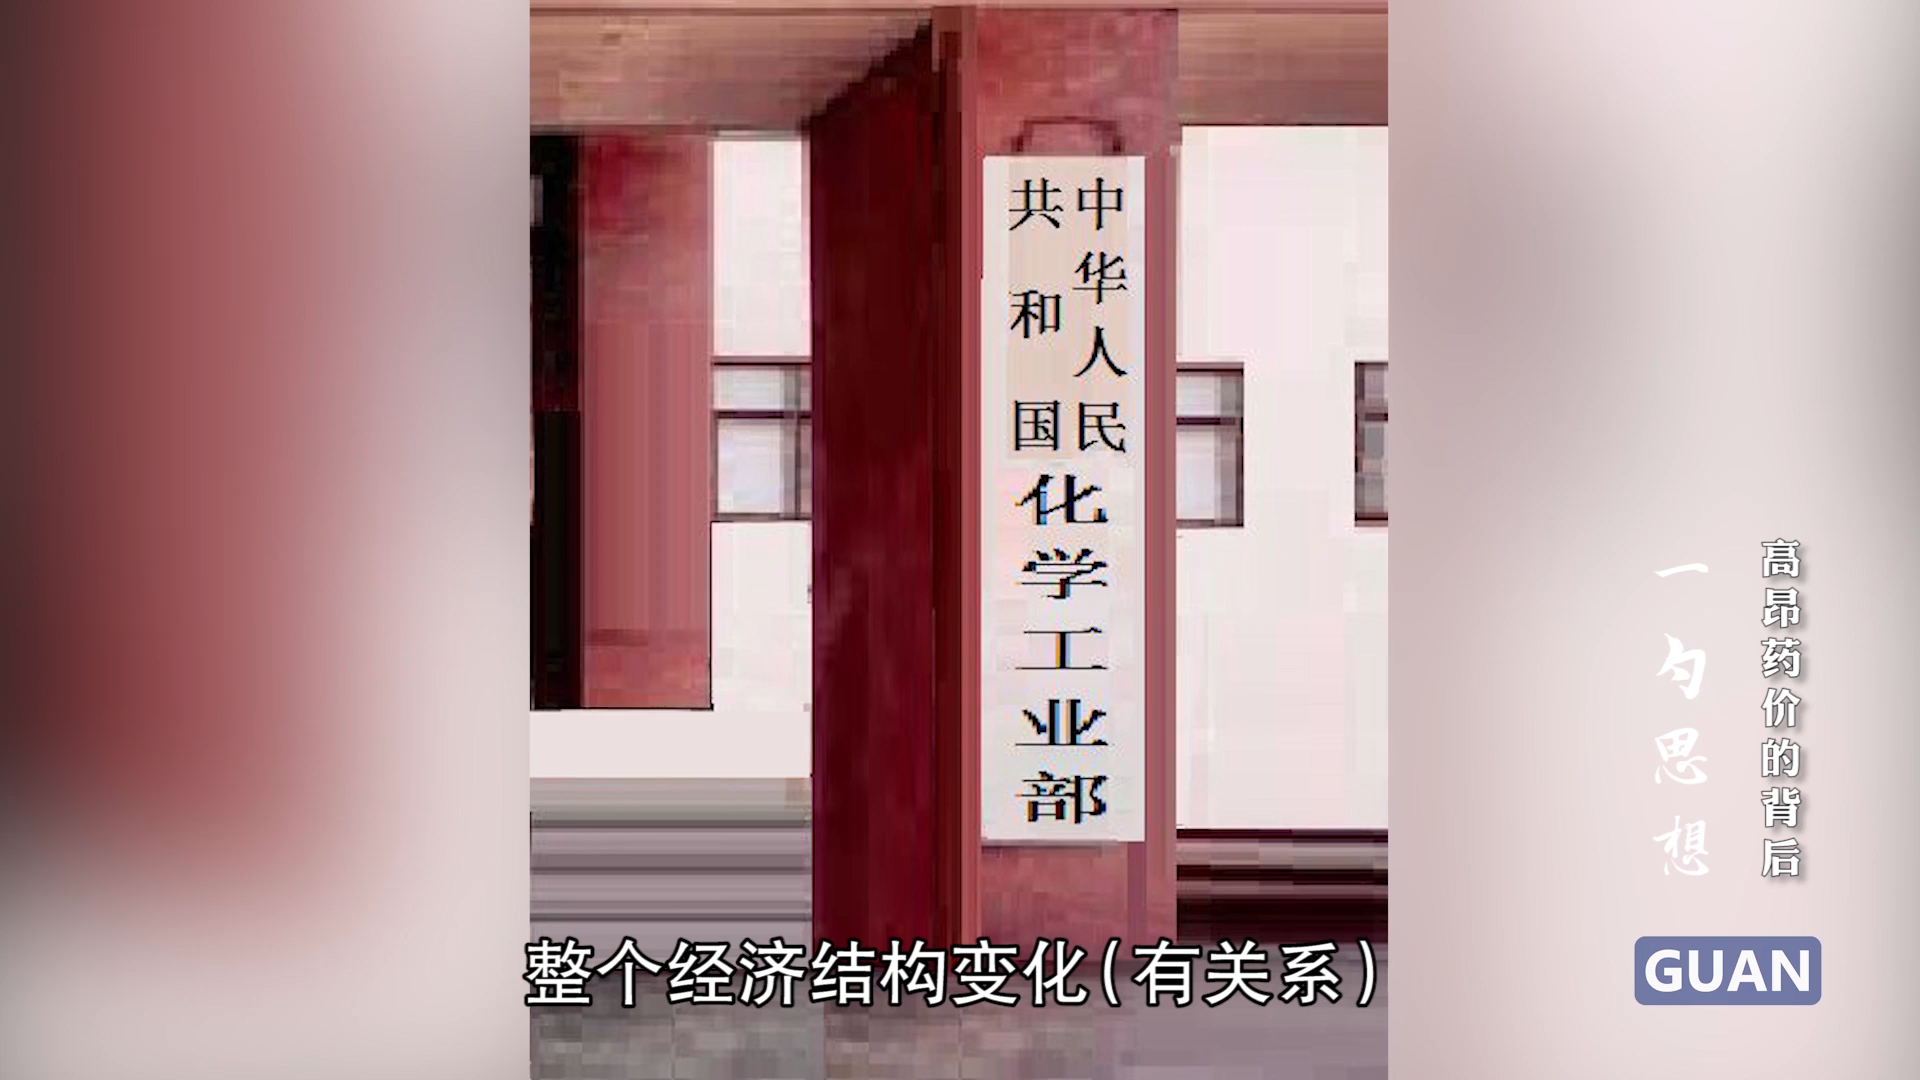 中华人民
共和国
化学工业部
高昂药价的背后
一勺思想
整个经济结构变化(有关系)
GUAN